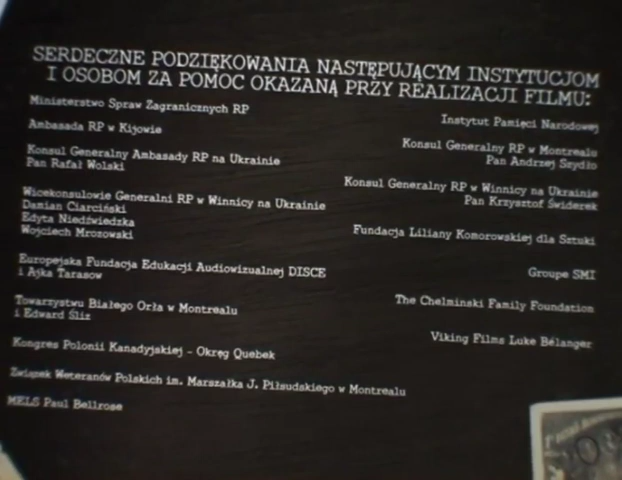 SERDECZNE PODZIĘKOWANIA NASTĘPUJĄCYM INSTYTUCJOM
I OSOBOM ZA POMOC OKAZANĄ PRZY REALIZACJI FILMU:
Ministerstwo Spraw Zagranicznych RP
Ambasada RP w Kijowie
Konsul Generalny Ambasady RP na Ukrainie
Pan Rafał Wolski
Wicekonsulowie Generalni RP w Winnicy na Ukrainie
Damian Ciarciński
Edyta Niedźwiedzka
Wojciech Mrozowski
Europejska Fundacja Edukacji Audiowizualnej DISCE
i Ajka Tarasow
Towarzystwu Białego Orła w Montrealu
i Edward Śliz
Kongres Polonii Kanadyjskiej - Okręg Quebek
Związek Weteranów Polskich im. Marszałka J. Piłsudskiego w Montrealu
MELS Paul Bellrose
Instytut Pamięci Narodowej
Konsul Generalny RP w Montrealu
Pan Andrzej Szydło
Konsul Generalny RP w Winnicy na Ukrainie
Pan Krzysztof Świderek
Fundacja Liliany Komorowskiej dla Sztuki
Groupe SMI
The Chelminski Family Foundation
Viking Films Luke Bélanger